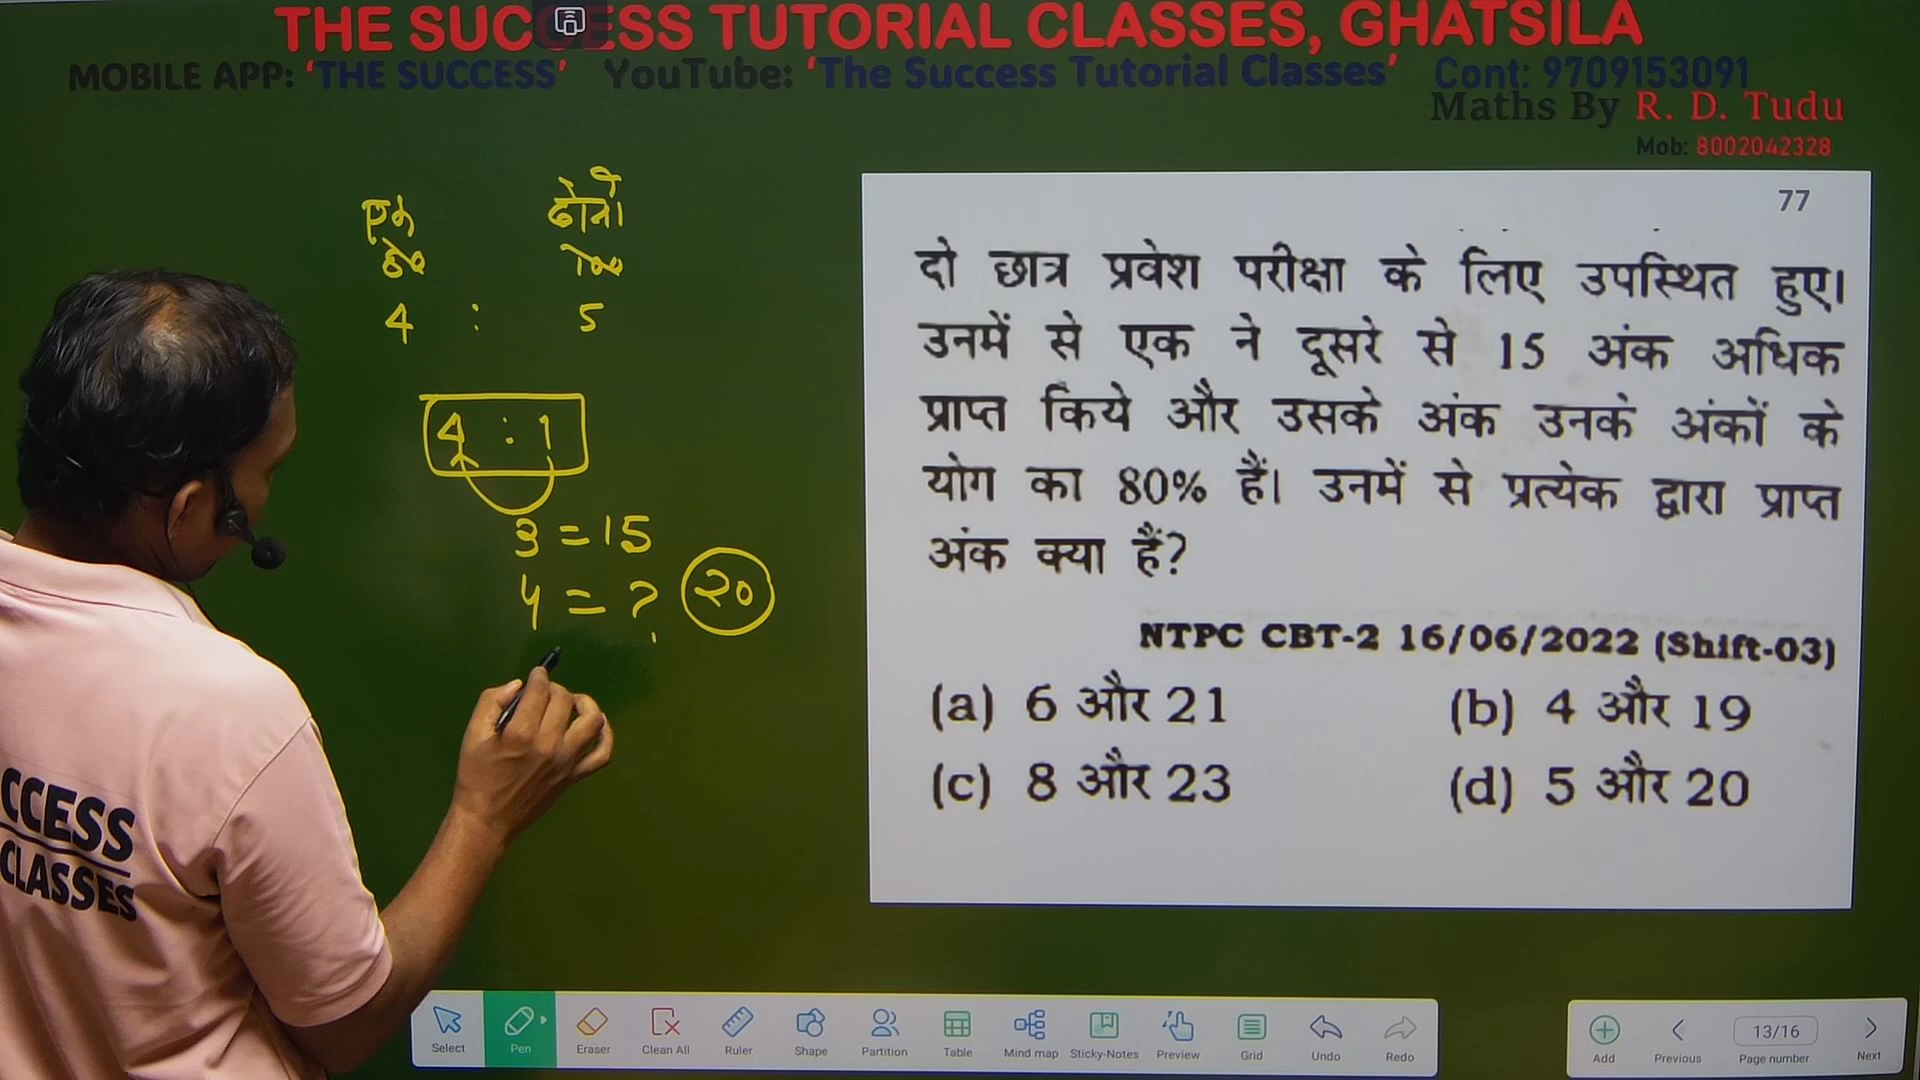 THE SUCCESS TUTORIAL CLASSES, GHATSILA
MOBILE APP: ‘THE SUCCESS’ YouTube: ‘The Success Tutorial Classes’ Cont: 9709153091
Maths By R. D. Tudu
Mob: 8002042328
एक दोनों
80 100
4 : 5
4 : 1
3 = 15
4 = ? 20
77
दो छात्र प्रवेश परीक्षा के लिए उपस्थित हुए।
उनमें से एक ने दूसरे से 15 अंक अधिक
प्राप्त किये और उसके अंक उनके अंकों के
योग का 80% हैं। उनमें से प्रत्येक द्वारा प्राप्त
अंक क्या हैं?
NTPC CBT-2 16/06/2022 (Shift-03)
(a) 6 और 21 (b) 4 और 19
(c) 8 और 23 (d) 5 और 20
CCESS
CLASSES
Select Pen Eraser Clean All Ruler Shape Partition Table Mind map Sticky-Notes Preview Grid Undo Redo
13/16
Add Previous Page number Next